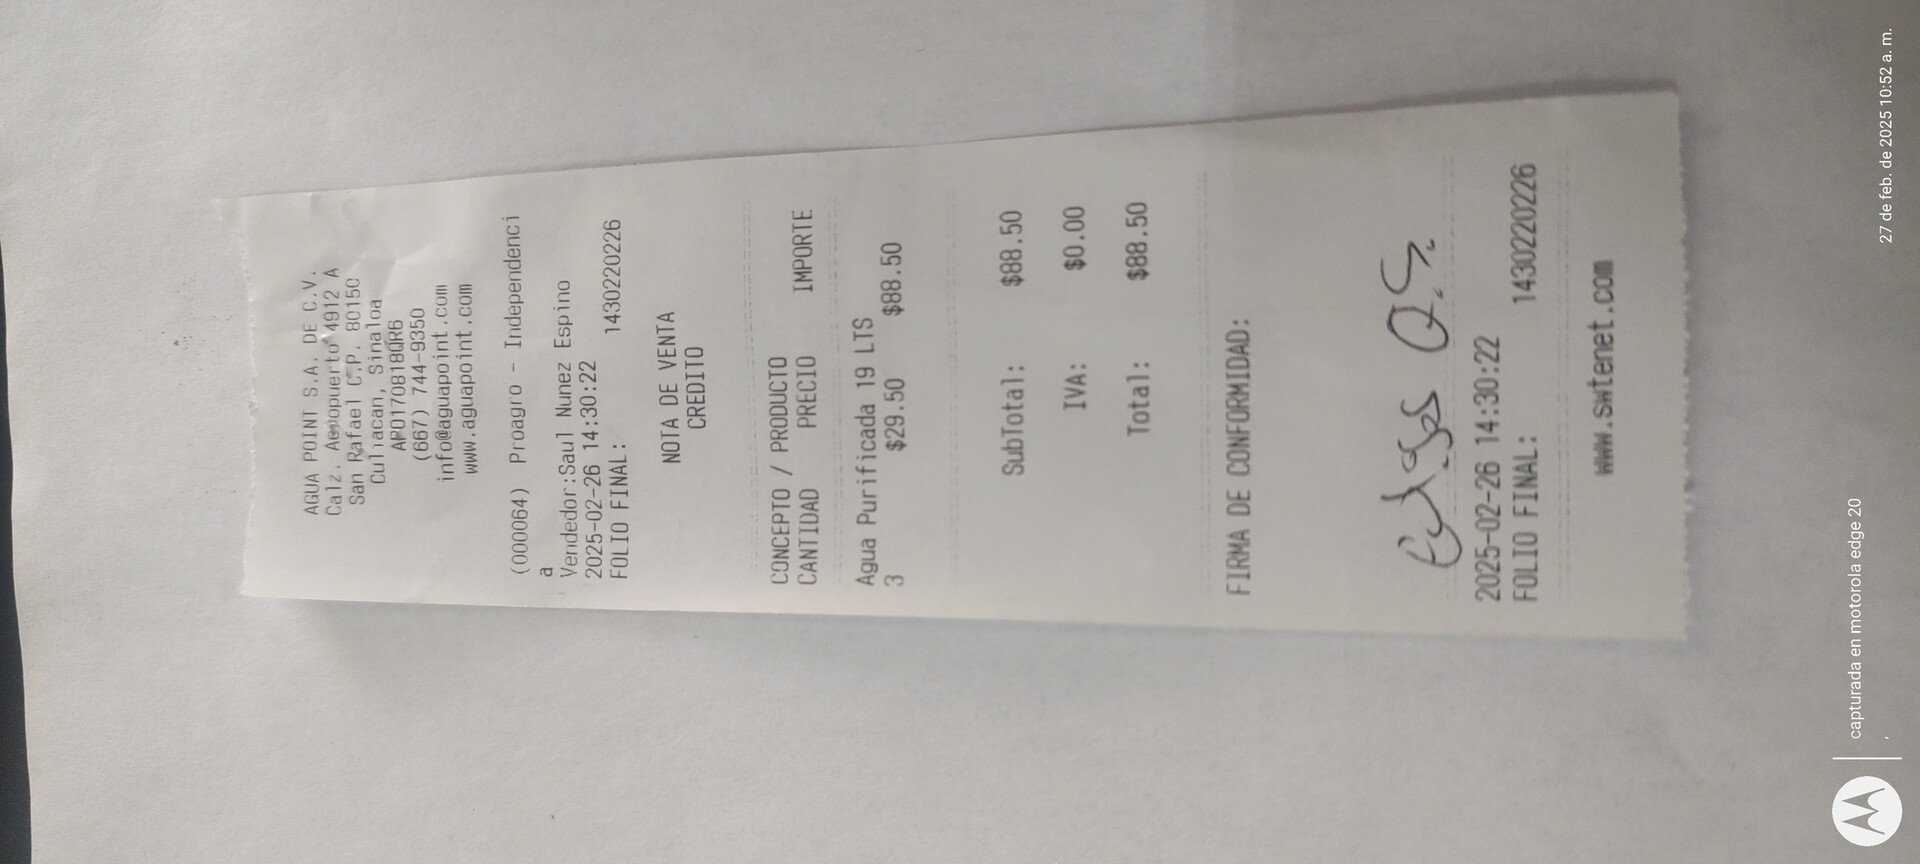 AGUA POINT S.A. DE C.V.
Calz. Aeropuerto 4912 A
San Rafael C.P. 80150
Culiacan, Sinaloa
APO170818QR6
(667) 744-9350
info@aguapoint.com
www.aguapoint.com
(000064) Proagro - Independenci
a
Vendedor:Saul Nunez Espino
2025-02-26 14:30:22
FOLIO FINAL: 1430220226
NOTA DE VENTA
CREDITO
CONCEPTO / PRODUCTO
CANTIDAD PRECIO IMPORTE
Agua Purificada 19 LTS
3 $29.50 $88.50
SubTotal: $88.50
IVA: $0.00
Total: $88.50
FIRMA DE CONFORMIDAD:
2025-02-26 14:30:22
FOLIO FINAL: 1430220226
www.swtenet.com
capturada en motorola edge 20
, 27 de feb. de 2025 10:52 a. m.